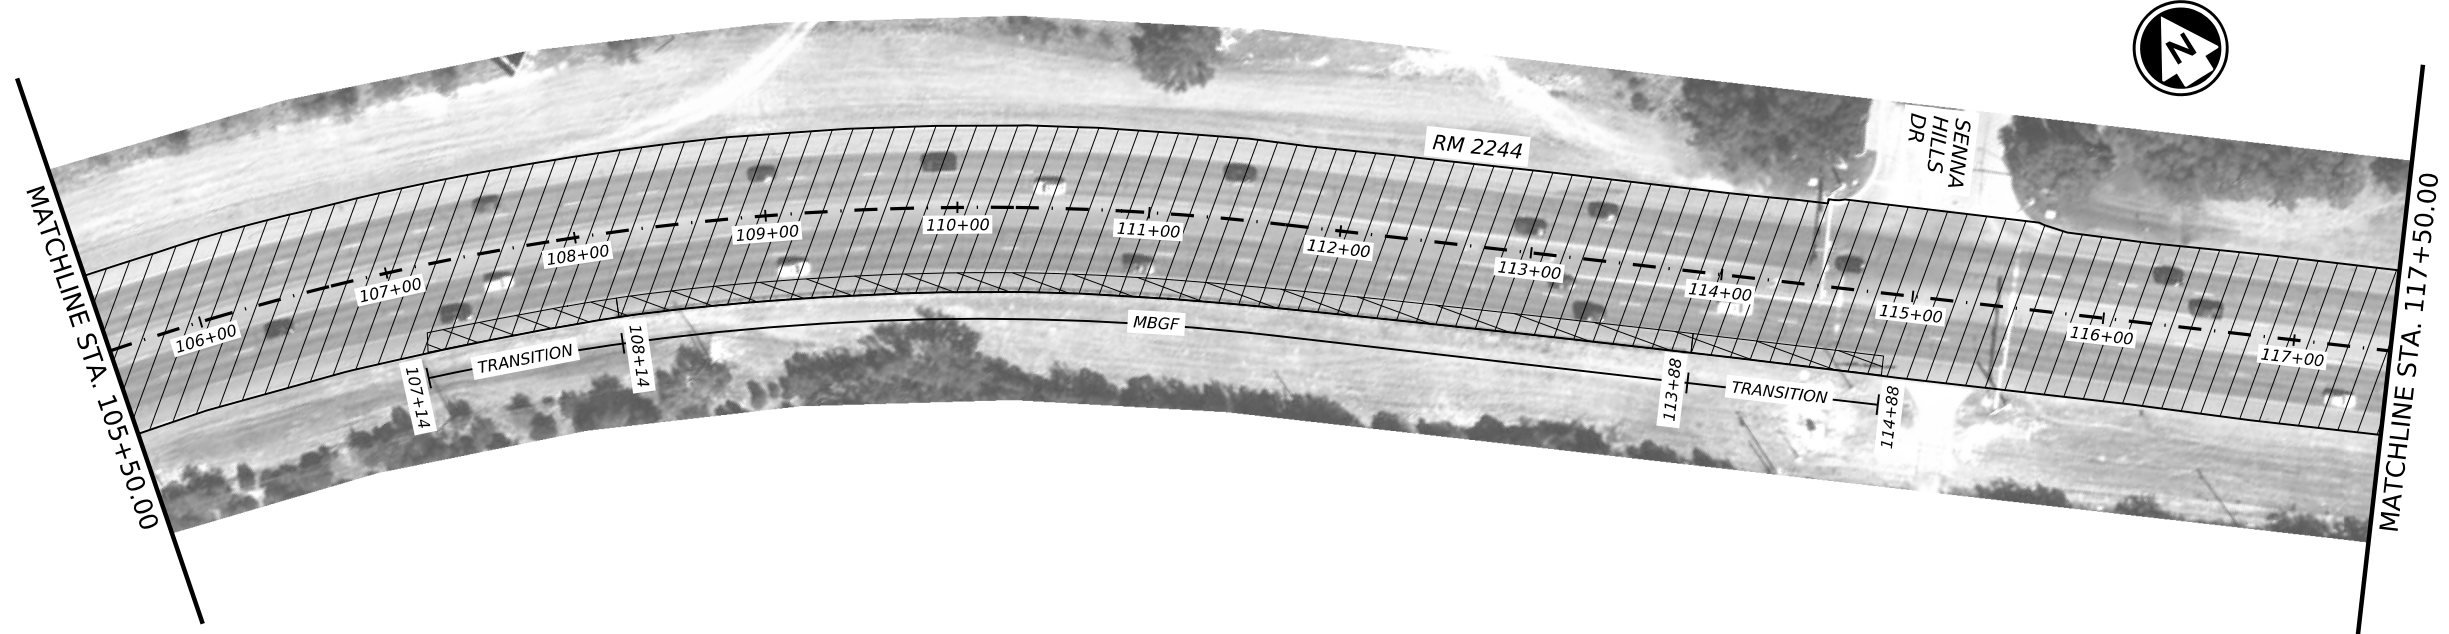 N
RM 2244
SENNA
HILLS
DR
MATCHLINE STA. 105+50.00
106+00
107+00
108+00
109+00
110+00
111+00
112+00
113+00
114+00
115+00
116+00
117+00
MATCHLINE STA. 117+50.00
107+14
TRANSITION
108+14
MBGF
113+88
TRANSITION
114+88